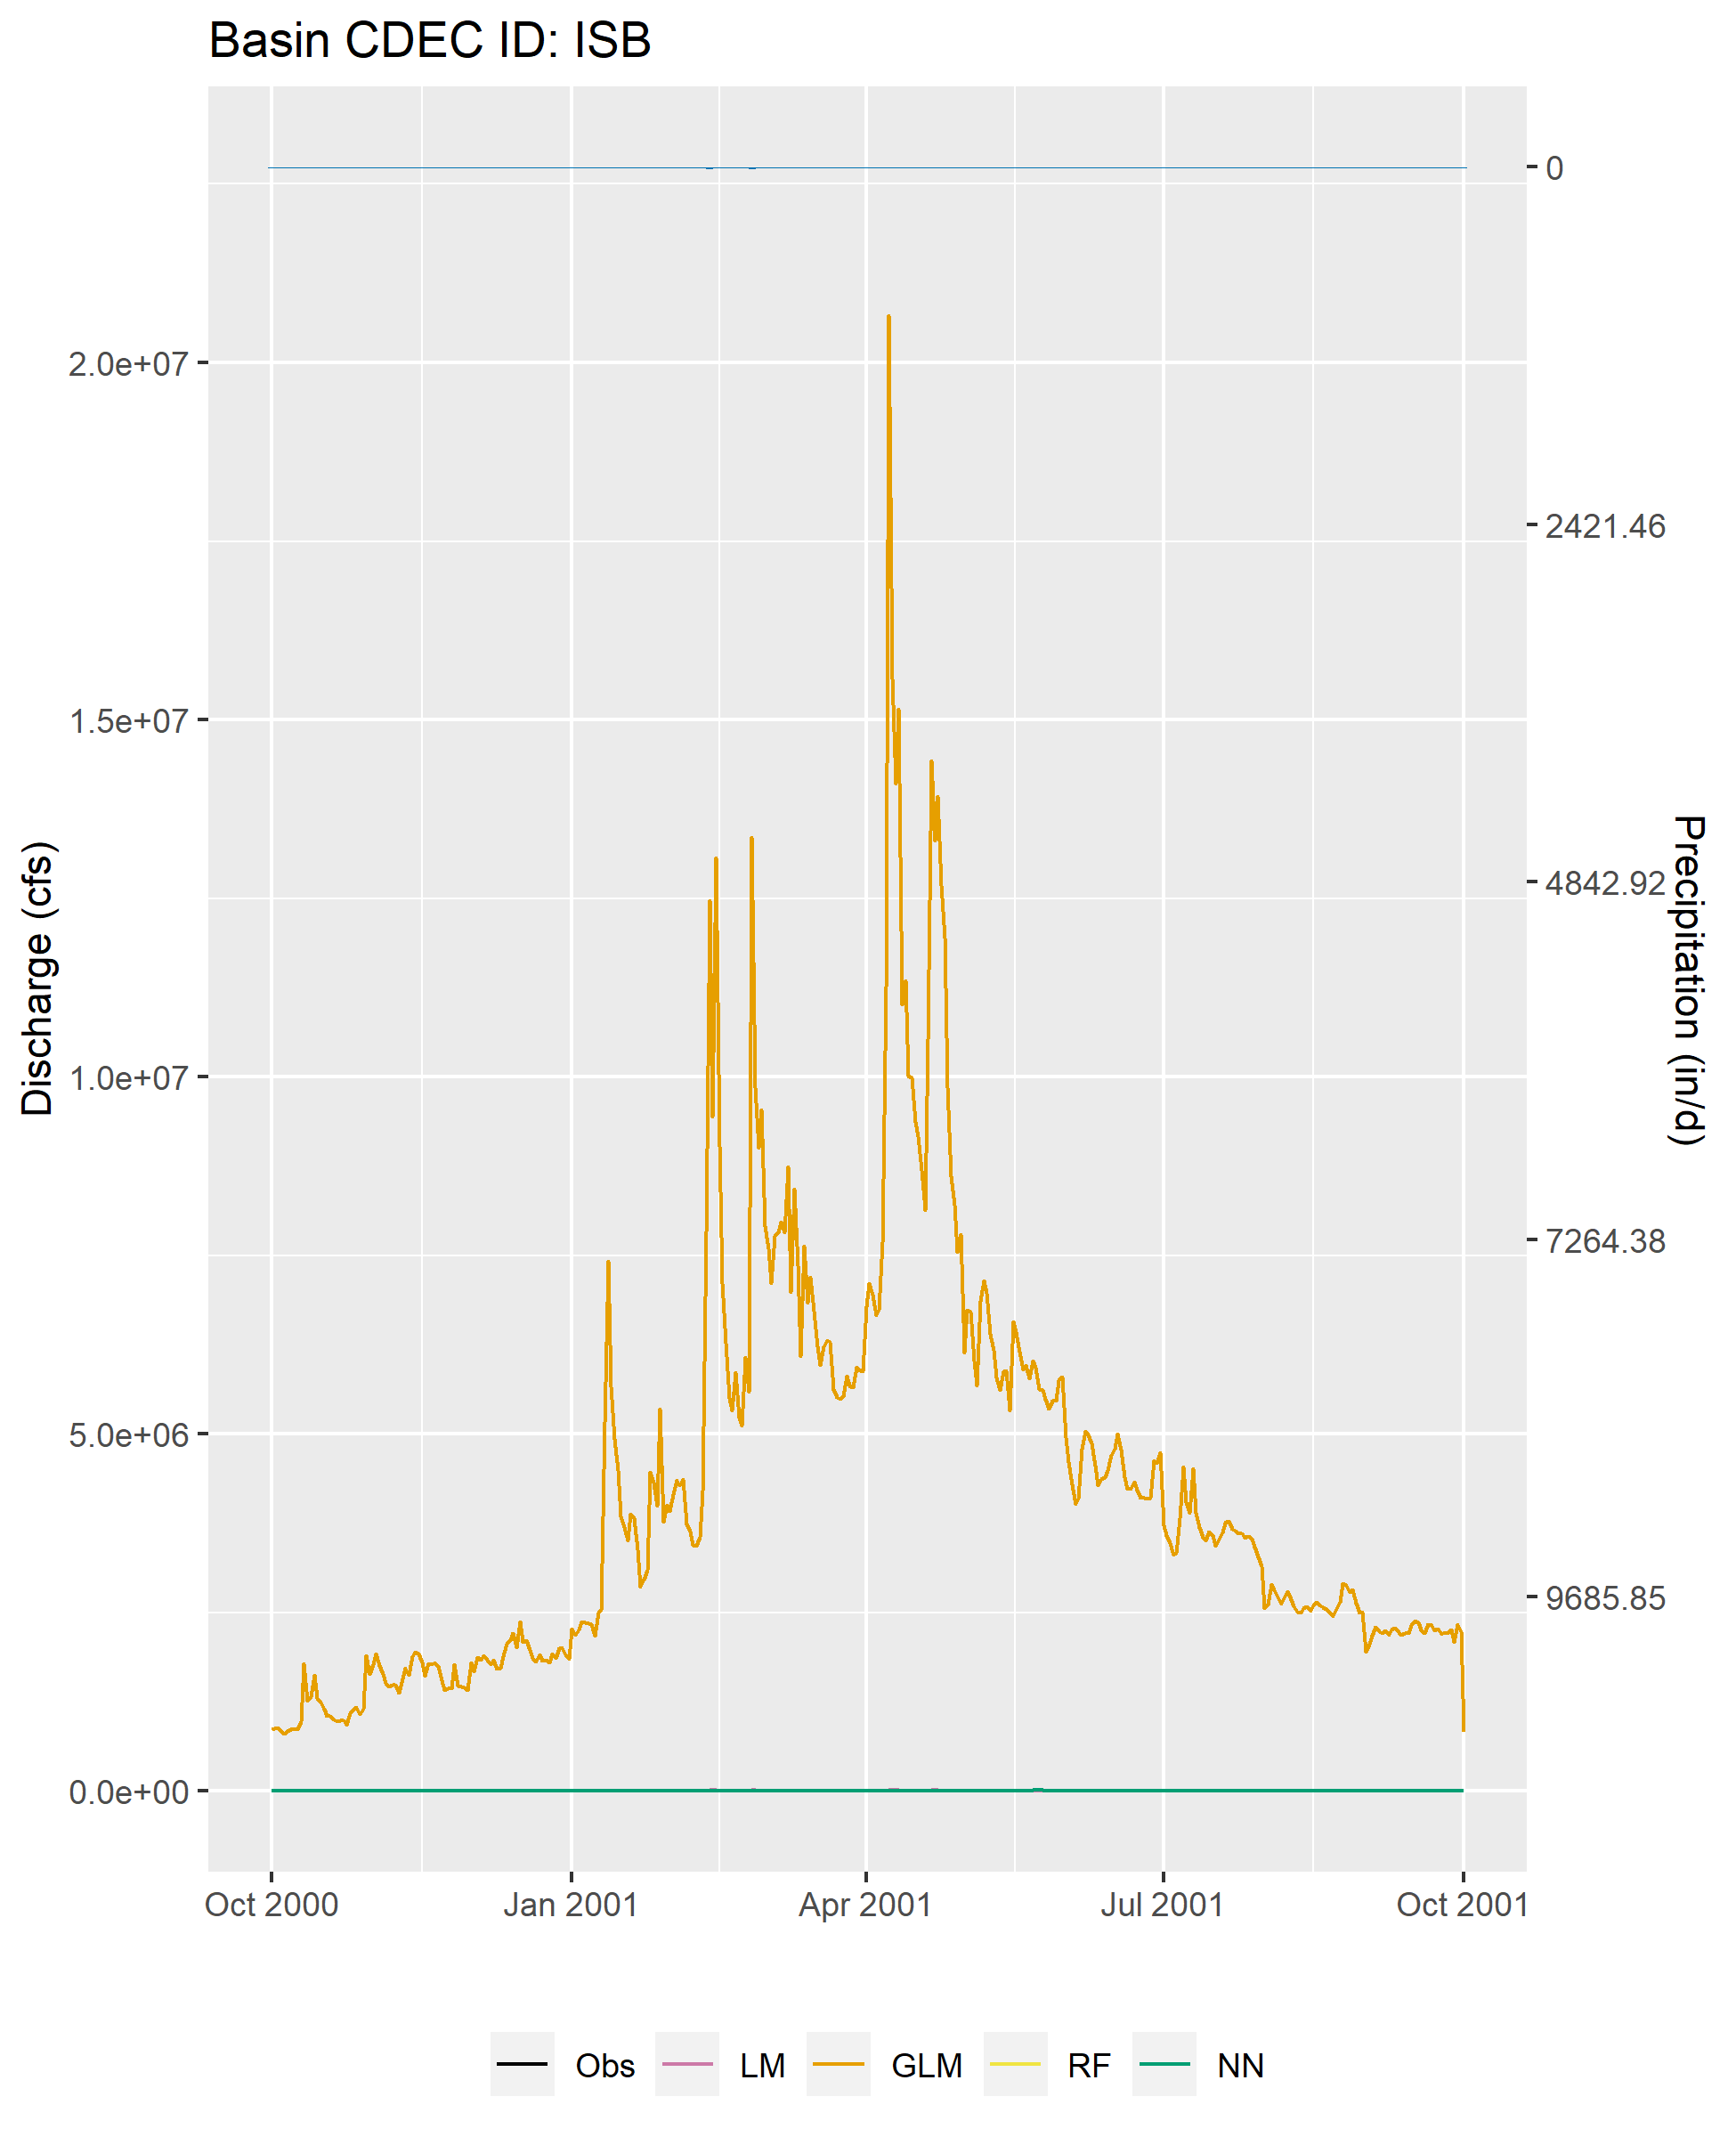 Basin CDEC ID: ISB
0
2.0e+07
2421.46
1.5e+07
4842.92
Discharge (cfs)
Precipitation (in/d)
1.0e+07
7264.38
5.0e+06
9685.85
0.0e+00
Oct 2000 Jan 2001 Apr 2001 Jul 2001 Oct 2001
Obs LM GLM RF NN